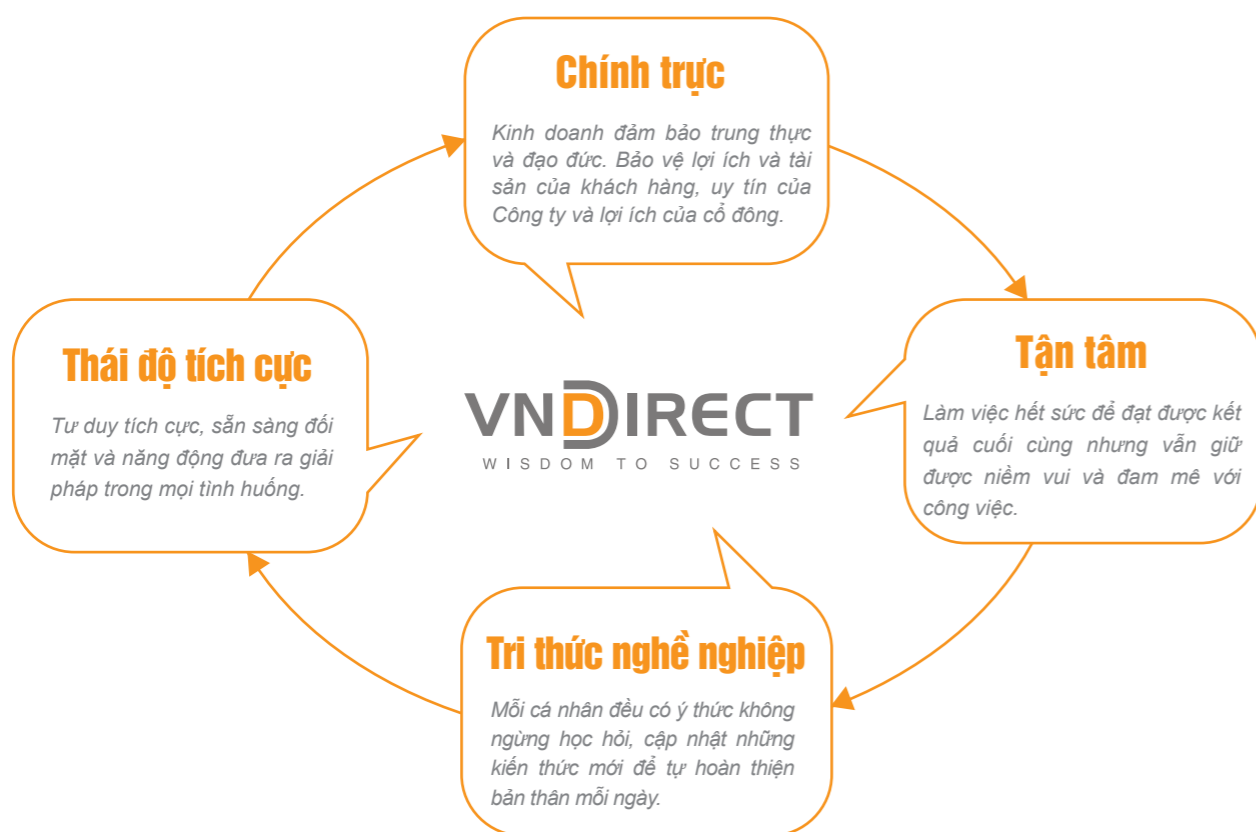 Chính trực
Kinh doanh đảm bảo trung thực
và đạo đức. Bảo vệ lợi ích và tài
sản của khách hàng, uy tín của
Công ty và lợi ích của cổ đông.
Thái độ tích cực
Tư duy tích cực, sẵn sàng đối
mặt và năng động đưa ra giải
pháp trong mọi tình huống.
VNDIRECT
WISDOM TO SUCCESS
Tận tâm
Làm việc hết sức để đạt được kết
quả cuối cùng nhưng vẫn giữ
được niềm vui và đam mê với
công việc.
Tri thức nghề nghiệp
Mỗi cá nhân đều có ý thức không
ngừng học hỏi, cập nhật những
kiến thức mới để tự hoàn thiện
bản thân mỗi ngày.